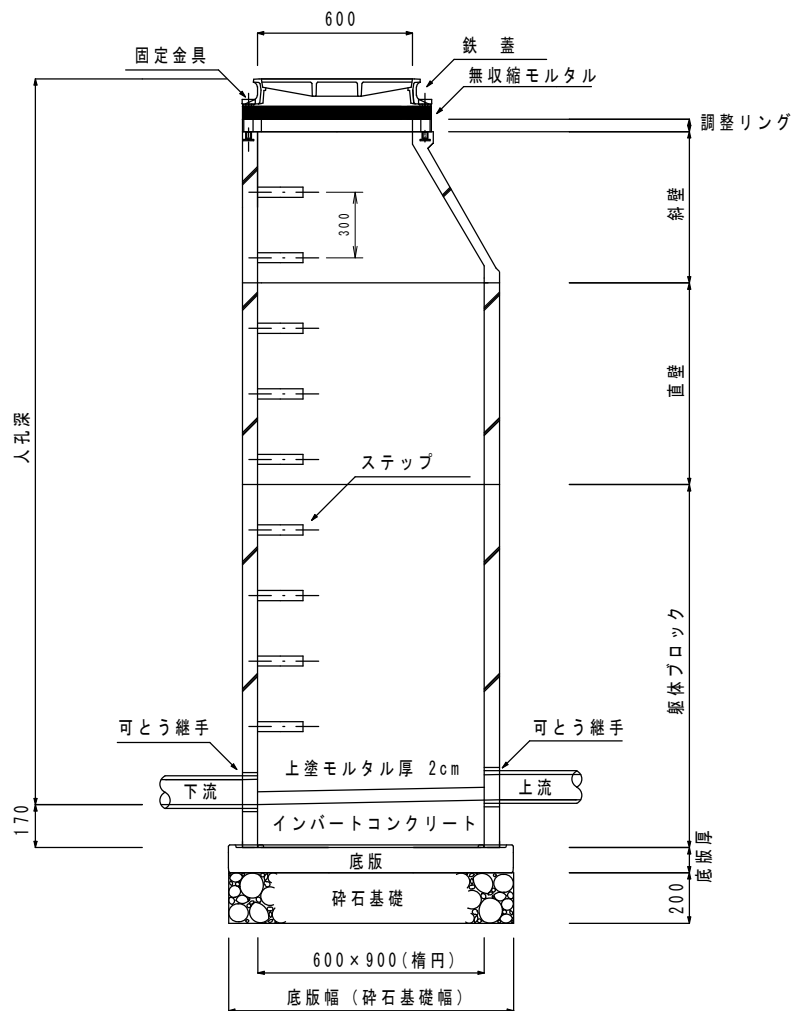 600
固定金具
鉄 蓋
無収縮モルタル
調整リング
斜壁
300
直壁
人孔深
ステップ
躯体ブロック
可とう継手
可とう継手
上塗モルタル厚 2cm
下流
上流
170
インバートコンクリート
底版
底版厚
砕石基礎
200
600×900(楕円)
底版幅 (砕石基礎幅)